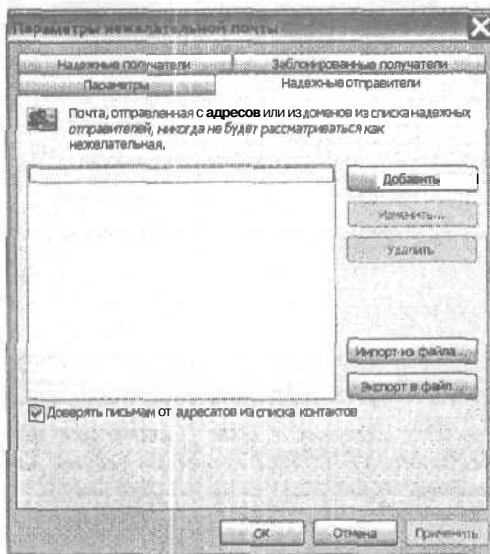 Параметры нежелательной почты
Надежные получатели
Заблокированные получатели
Параметры
Надежные отправители
Почта, отправленная с адресов или из доменов из списка надежных
отправителей, никогда не будет рассматриваться как
нежелательная.
Добавить
Изменить...
Удалить
Импорт из файла...
Экспорт в файл...
Доверять письмам от адресатов из списка контактов
ОК
Отмена
Применить